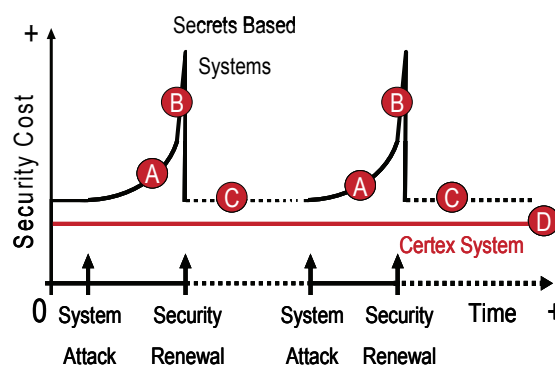 +
Secrets Based
Systems
Security Cost
B
B
A
A
C
C
D
Certex System
0
System
Attack
Security
Renewal
System
Attack
Security
Renewal
Time
+